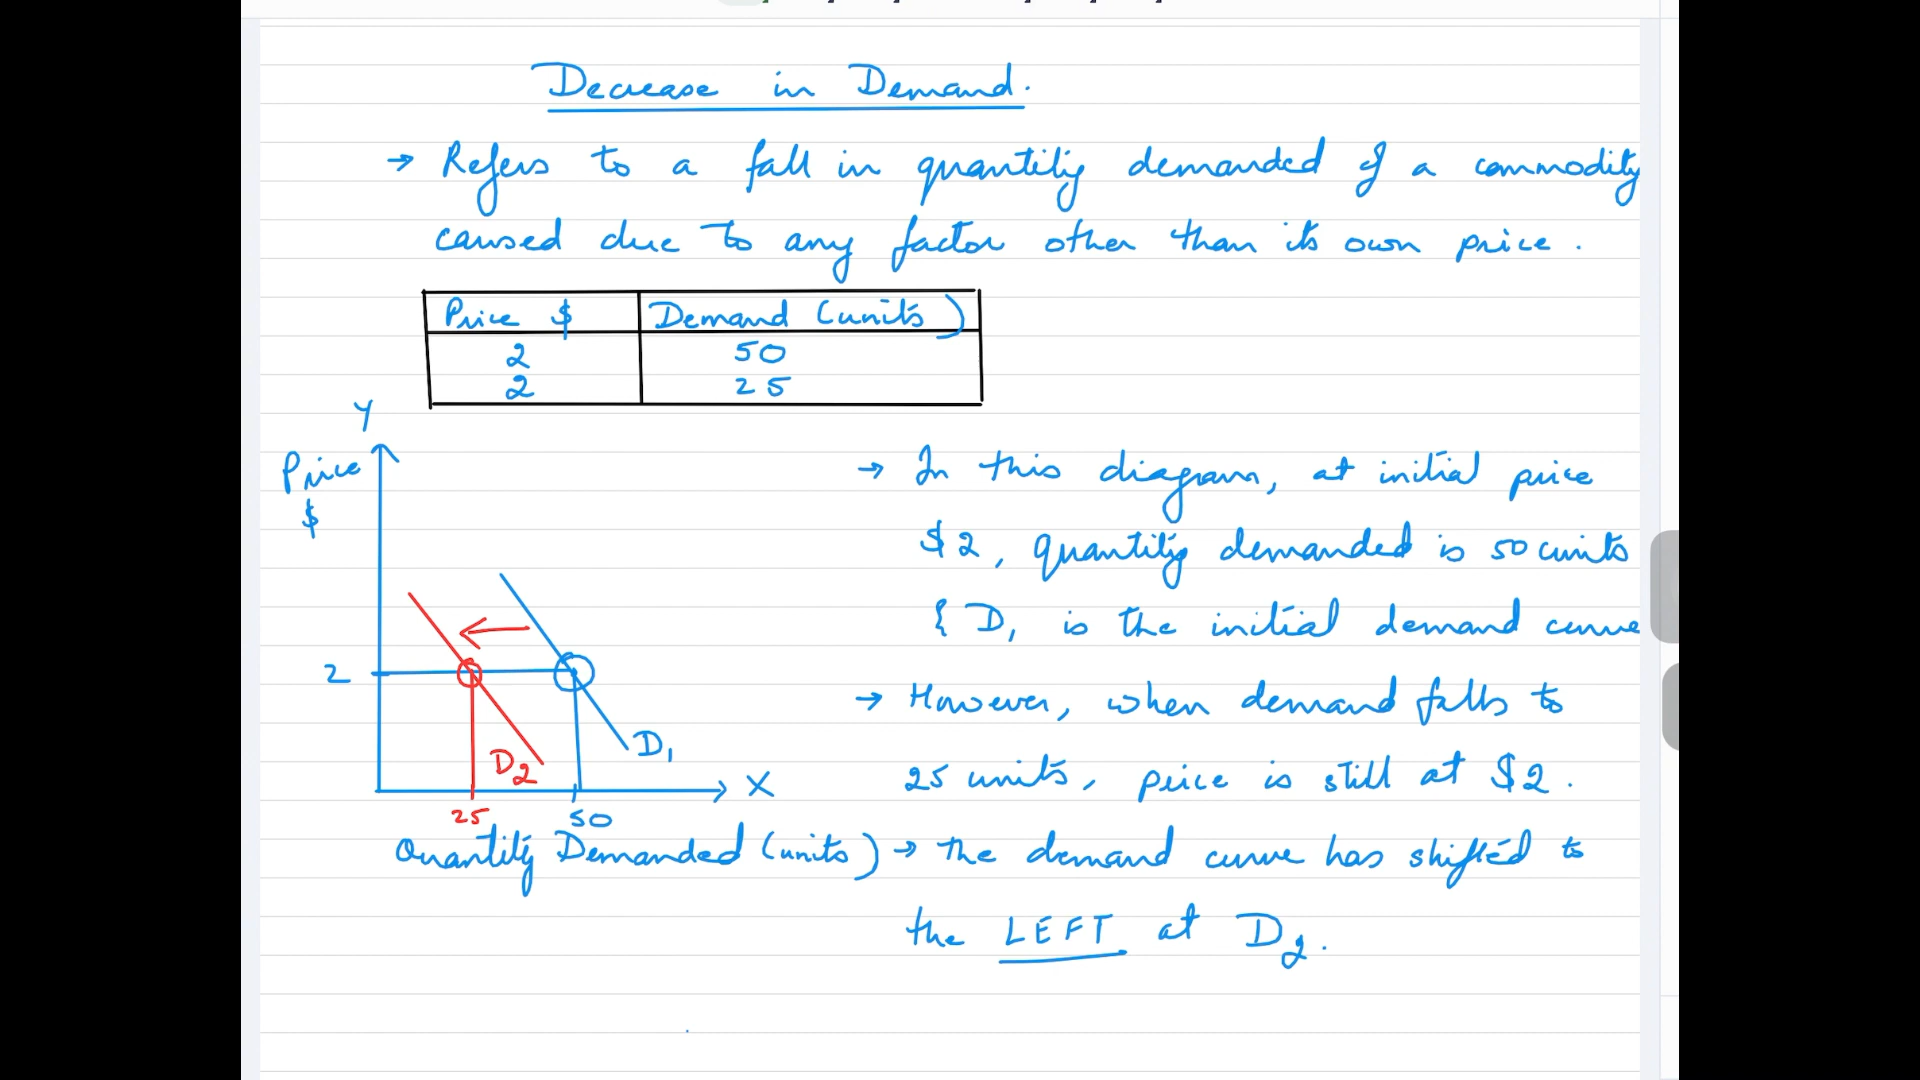 Decrease in Demand.
→ Refers to a fall in quantity demanded of a commodity
caused due to any factor other than its own price.
Price $ Demand (units)
2 50
2 25
Y
Price
$
2
D2
D1
X
25 50
Quantity Demanded (units)
→ In this diagram, at initial price
$2, quantity demanded is 50 units
& D1 is the initial demand curve
→ However, when demand falls to
25 units, price is still at $2.
→ the demand curve has shifted to
the LEFT at D2.